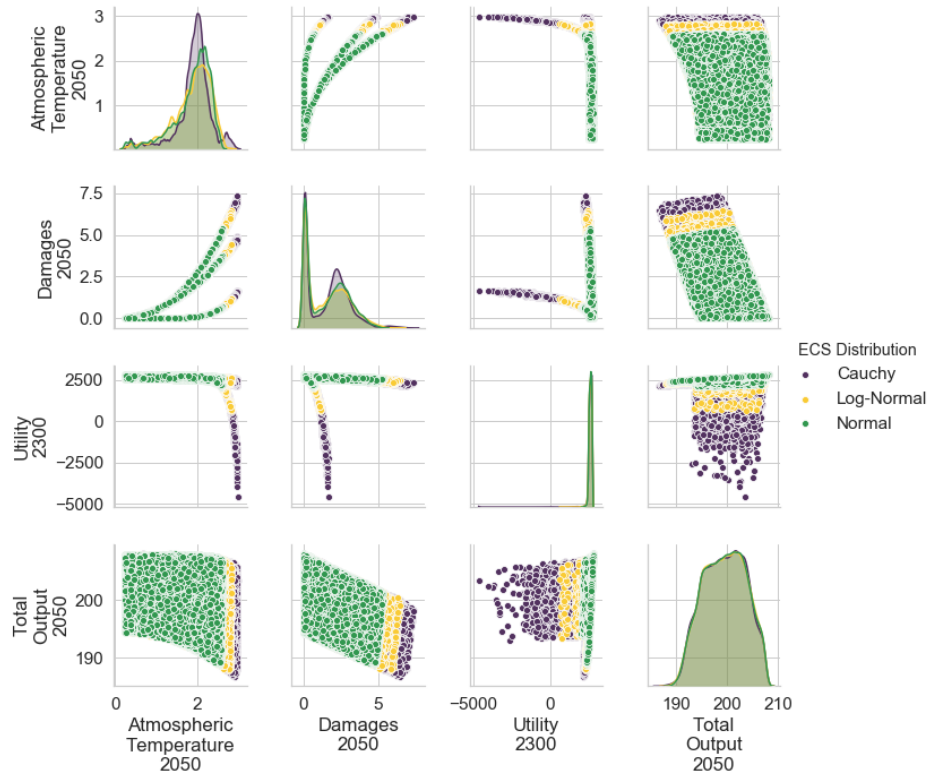 3
2
1
Atmospheric
Temperature
2050
7.5
5.0
2.5
0.0
Damages
2050
ECS Distribution
Cauchy
Log-Normal
Normal
2500
0
−2500
−5000
Utility
2300
200
190
Total
Output
2050
0
2
Atmospheric
Temperature
2050
0
5
Damages
2050
−5000
0
Utility
2300
190
200
210
Total
Output
2050